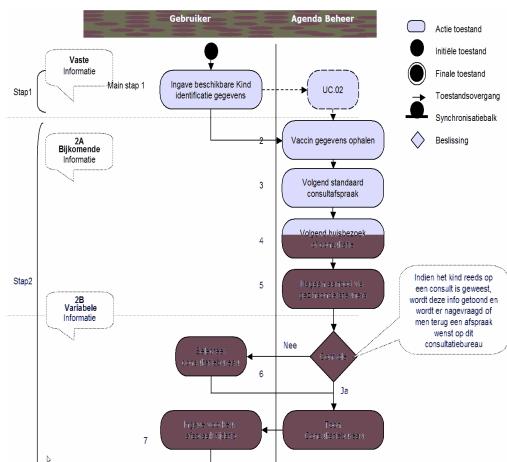 Gebruiker
Agenda Beheer
Vaste
Informatie
Stap1
Main stap 1
Ingave beschikbare Kind
identificatie gegevens
UC.02
2A
Bijkomende
Informatie
2
Vaccin gegevens ophalen
3
Volgend standaard
consultafspraak
4
Volgend huisbezoek
5
Stap2
2B
Variabele
Informatie
Nee
6
Ja
7
Actie toestand
Initiële toestand
Finale toestand
Toestandsovergang
Synchronisatiebalk
Beslissing
Indien het kind reeds op
een consult is geweest,
wordt deze info getoond en
wordt er nagevraagd of
men terug een afspraak
wenst op dit
consultatiebureau